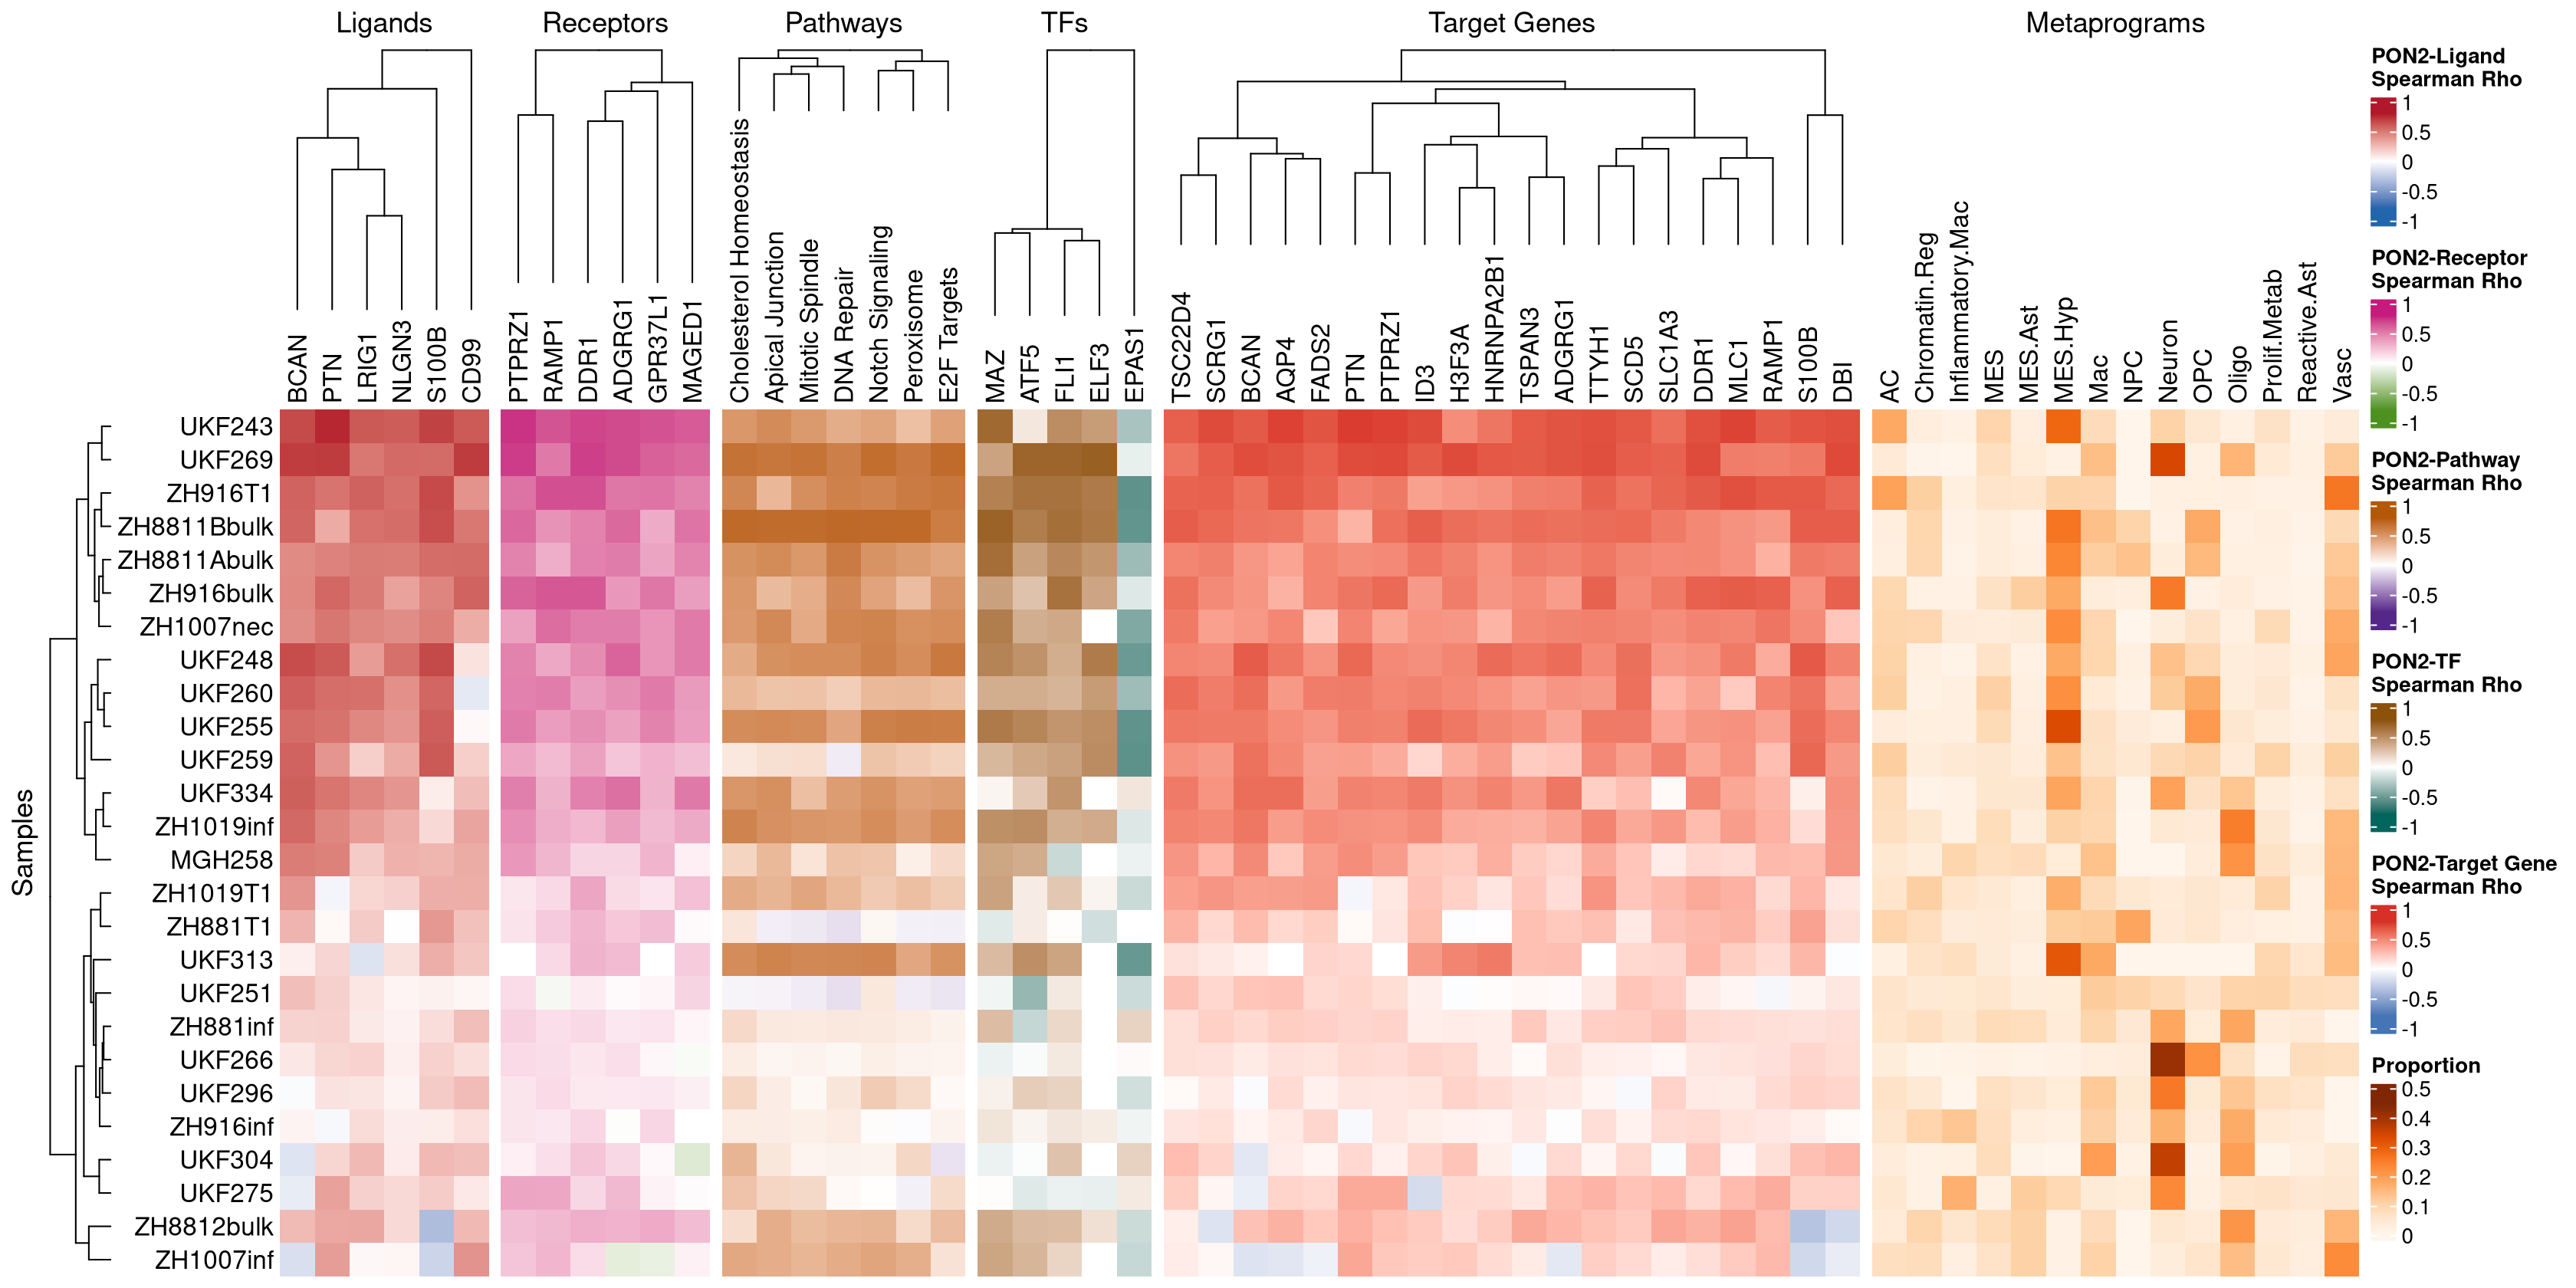 Ligands
Receptors
Pathways
TFs
Target Genes
Metaprograms
BCAN
PTN
LRIG1
NLGN3
S100B
CD99
PTPRZ1
RAMP1
DDR1
ADGRG1
GPR37L1
MAGED1
Cholesterol Homeostasis
Apical Junction
Mitotic Spindle
DNA Repair
Notch Signaling
Peroxisome
E2F Targets
MAZ
ATF5
FLI1
ELF3
EPAS1
TSC22D4
SCRG1
BCAN
AQP4
FADS2
PTN
PTPRZ1
ID3
H3F3A
HNRNPA2B1
TSPAN3
ADGRG1
TTYH1
SCD5
SLC1A3
DDR1
MLC1
RAMP1
S100B
DBI
AC
Chromatin.Reg
Inflammatory.Mac
MES
MES.Ast
MES.Hyp
Mac
NPC
Neuron
OPC
Oligo
Prolif.Metab
Reactive.Ast
Vasc
Samples
UKF243
UKF269
ZH916T1
ZH8811Bbulk
ZH8811Abulk
ZH916bulk
ZH1007nec
UKF248
UKF260
UKF255
UKF259
UKF334
ZH1019inf
MGH258
ZH1019T1
ZH881T1
UKF313
UKF251
ZH881inf
UKF266
UKF296
ZH916inf
UKF304
UKF275
ZH8812bulk
ZH1007inf
PON2-Ligand
Spearman Rho
1
0.5
0
-0.5
-1
PON2-Receptor
Spearman Rho
1
0.5
0
-0.5
-1
PON2-Pathway
Spearman Rho
1
0.5
0
-0.5
-1
PON2-TF
Spearman Rho
1
0.5
0
-0.5
-1
PON2-Target Gene
Spearman Rho
1
0.5
0
-0.5
-1
Proportion
0.5
0.4
0.3
0.2
0.1
0